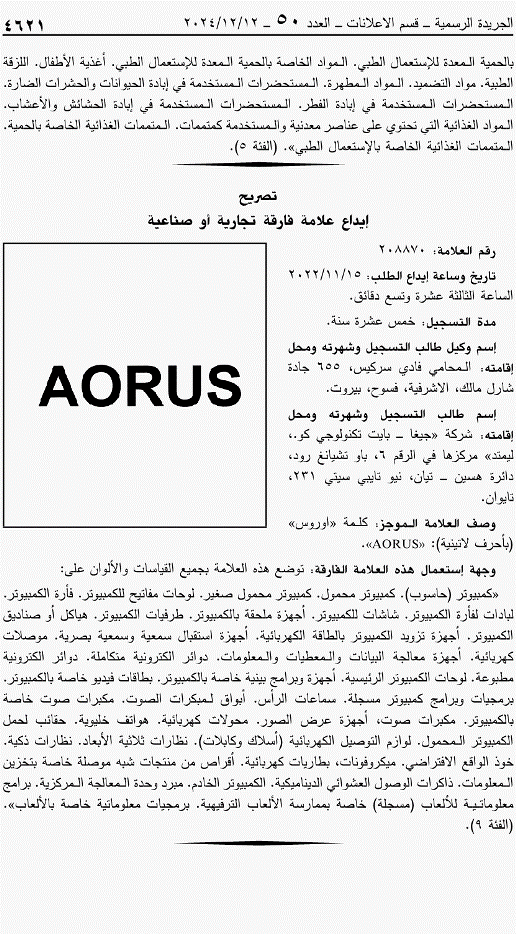 الجريدة الرسمية ــ قسم الاعلانات ــ العدد ٥٠ ــ ٢٠٢٤/١٢/١٢ ٤٦٢١
بالحمية المعدة للإستعمال الطبي. المواد الخاصة بالحمية المعدة للإستعمال الطبي. أغذية الأطفال. اللزقة
الطبية. مواد التضميد. المواد المطهرة. المستحضرات المستخدمة في إبادة الحيوانات والحشرات الضارة.
المستحضرات المستخدمة في إبادة الفطر. المستحضرات المستخدمة في إبادة الحشائش والأعشاب.
المواد الغذائية التي تحتوي على عناصر معدنية والمستخدمة كمتممات. المتممات الغذائية الخاصة بالحمية.
المتممات الغذائية الخاصة بالإستعمال الطبي». (الفئة ٥).
تصريح
إيداع علامة فارقة تجارية أو صناعية
رقم العلامة: ٢٠٨٨٧٠
تاريخ وساعة إيداع الطلب: ٢٠٢٢/١١/١٥
الساعة الثالثة عشرة وتسع دقائق.
مدة التسجيل: خمس عشرة سنة.
إسم وكيل طالب التسجيل وشهرته ومحل
إقامته: المحامي فادي سركيس، ٦٥٥ جادة
شارل مالك، الاشرفية، فسوح، بيروت.
إسم طالب التسجيل وشهرته ومحل
إقامته: شركة «جيغا ــ بايت تكنولوجي كو.،
ليمتد» مركزها في الرقم ٦، باو تشيانغ رود،
دائرة هسين ــ تيان، نيو تايبي سيتي ٢٣١،
تايوان.
وصف العلامة الموجز: كلمة «اوروس»
(بأحرف لاتينية): «AORUS».
AORUS
وجهة إستعمال هذه العلامة الفارقة: توضع هذه العلامة بجميع القياسات والألوان على:
«كمبيوتر (حاسوب). كمبيوتر محمول. كمبيوتر محمول صغير. لوحات مفاتيح للكمبيوتر. فأرة الكمبيوتر.
لبادات لفأرة الكمبيوتر. شاشات للكمبيوتر. أجهزة ملحقة بالكمبيوتر. طرفيات الكمبيوتر. هياكل أو صناديق
الكمبيوتر. أجهزة تزويد الكمبيوتر بالطاقة الكهربائية. أجهزة استقبال سمعية وسمعية بصرية. موصلات
كهربائية. أجهزة معالجة البيانات والمعطيات والمعلومات. دوائر الكترونية متكاملة. دوائر الكترونية
مطبوعة. لوحات الكمبيوتر الرئيسية. أجهزة وبرامج بينية خاصة بالكمبيوتر. بطاقات فيديو خاصة بالكمبيوتر.
برمجيات وبرامج كمبيوتر مسجلة. سماعات الرأس. أبواق لمبكرات الصوت. مكبرات صوت خاصة
بالكمبيوتر. مكبرات صوت، أجهزة عرض الصور. محولات كهربائية. هواتف خليوية. حقائب لحمل
الكمبيوتر المحمول. لوازم التوصيل الكهربائية (أسلاك وكابلات). نظارات ثلاثية الأبعاد. نظارات ذكية.
خوذ الواقع الافتراضي. ميكروفونات، بطاريات كهربائية. أقراص من منتجات شبه موصلة خاصة بتخزين
المعلومات. ذاكرات الوصول العشوائي الديناميكية. الكمبيوتر الخادم. مبرد وحدة المعالجة المركزية. برامج
معلوماتية للألعاب (مسجلة) خاصة بممارسة الألعاب الترفيهية. برمجيات معلوماتية خاصة بالألعاب».
(الفئة ٩).